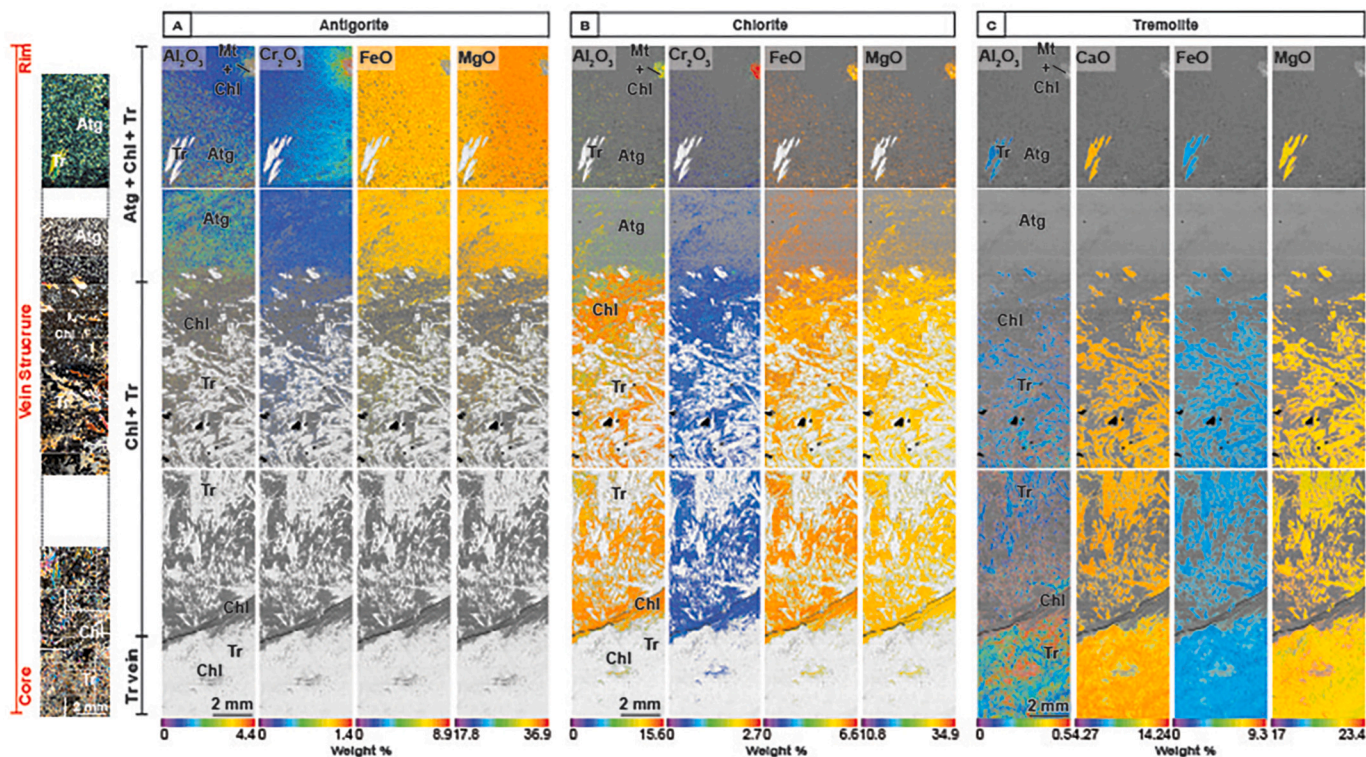 A Antigorite
B Chlorite
C Tremolite
Rim
Vein Strucrure
Core
Atg
Tr
Atg
Chl
Tr
Chl
Tr
2 mm
Atg + Chl + Tr
Chl + Tr
Tr vein
Al2O3 Cr2O3 FeO MgO
Mt
+
Chl
Tr Atg
Atg
Chl
Tr
Tr
Chl
Tr
Chl
2 mm
0 4.4 0 1.4 0 8.9 17.8 36.9
Weight %
Al2O3 Cr2O3 FeO MgO
Mt
+
Chl
Tr
Atg
Atg
Chl
Tr
Tr
Chl
Tr
Chl
2 mm
0 15.6 0 2.7 0 6.6 10.8 34.9
Weight %
Al2O3 CaO FeO MgO
Mt
+
Chl
Tr Atg
Atg
Chl
Tr
Tr
Chl
Tr
2 mm
0 0.5 4.27 14.24 0 9.3 17 23.4
Weight %